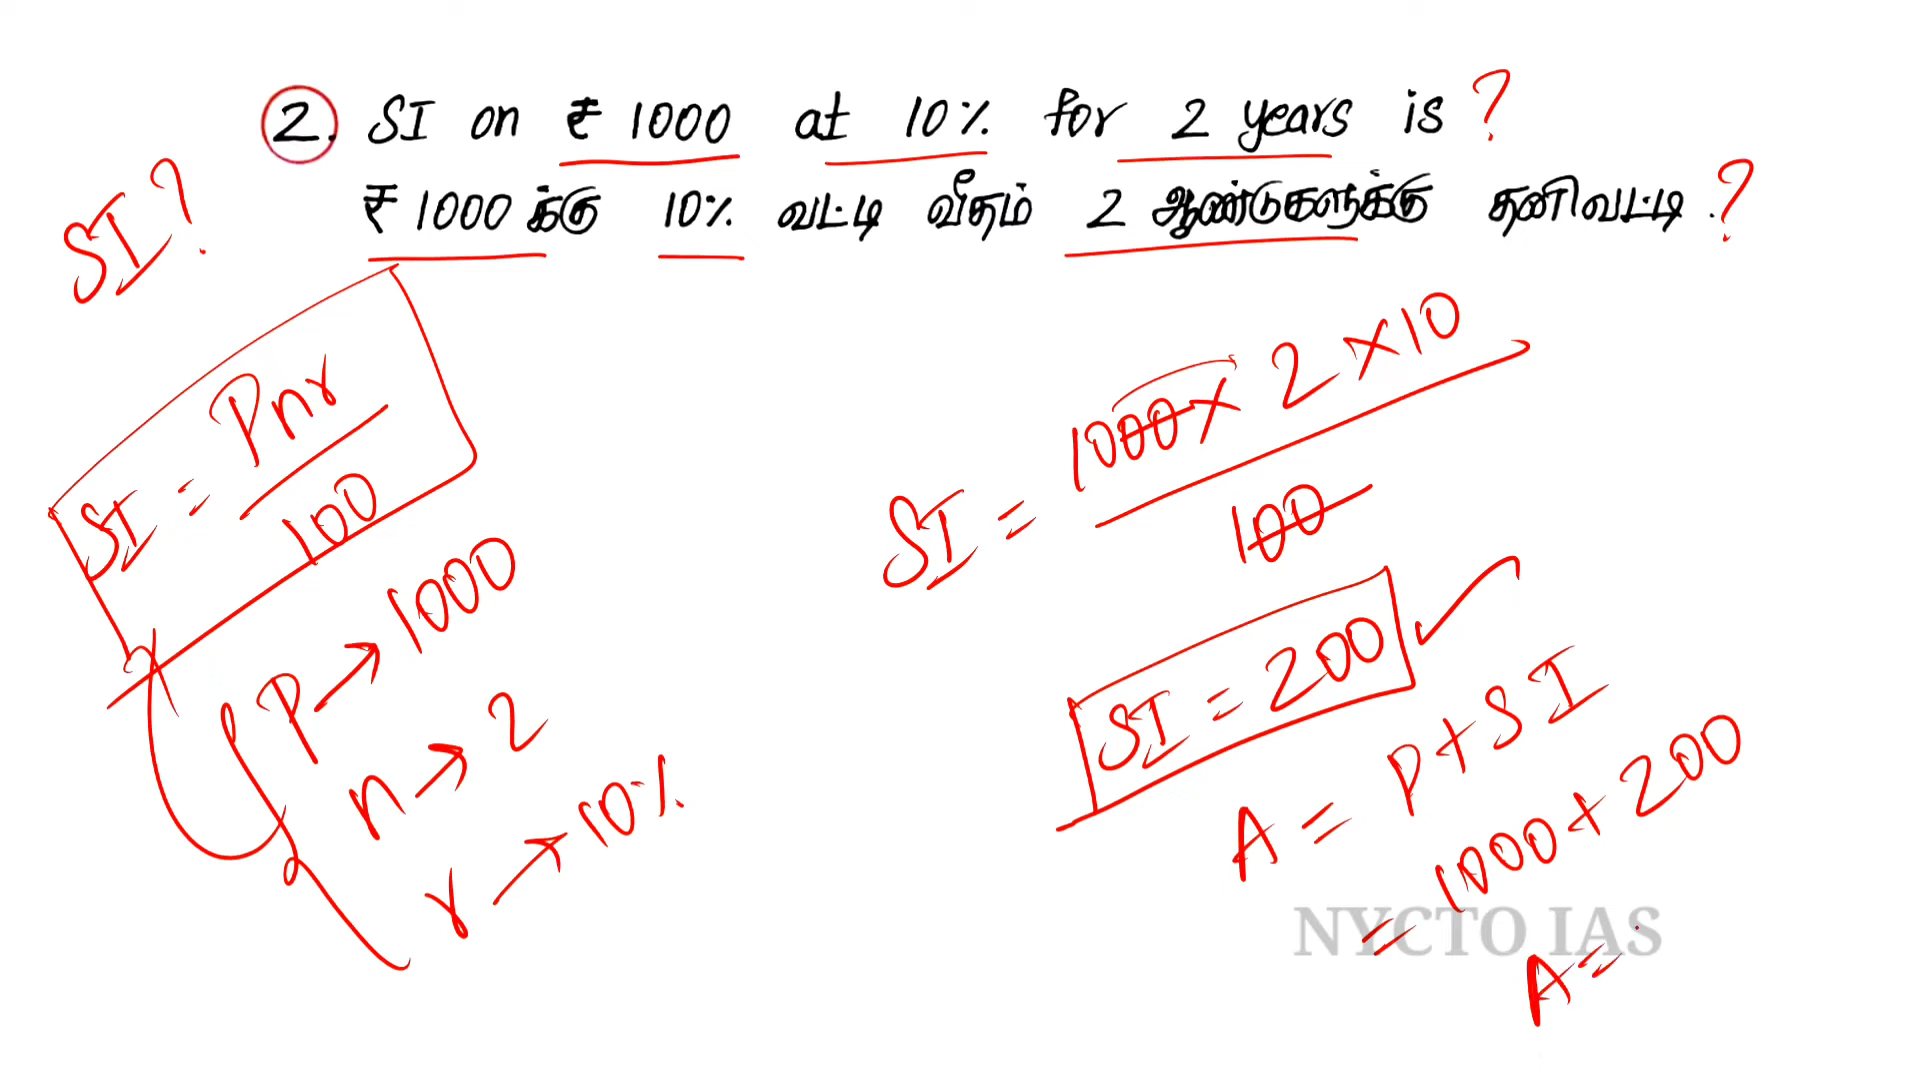 2. SI on ₹ 1000 at 10% for 2 years is ?
₹ 1000 க்கு 10% வட்டி வீதம் 2 ஆண்டுகளுக்கு தனிவட்டி . ?
SI ?
SI = Pnr / 100
P → 1000
n → 2
r → 10%
SI = 1000 × 2 × 10 / 100
SI = 200 ✓
A = P + SI
= 1000 + 200
A =
NYCTO IAS